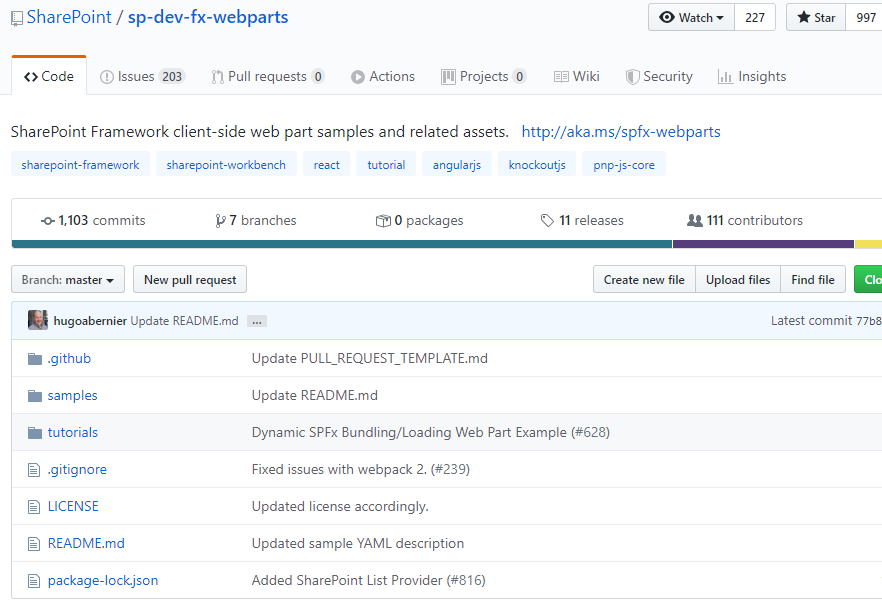 SharePoint / sp-dev-fx-webparts Watch 227 Star 997
Code Issues 203 Pull requests 0 Actions Projects 0 Wiki Security Insights
SharePoint Framework client-side web part samples and related assets. http://aka.ms/spfx-webparts
sharepoint-framework sharepoint-workbench react tutorial angularjs knockoutjs pnp-js-core
1,103 commits 7 branches 0 packages 11 releases 111 contributors
Branch: master New pull request Create new file Upload files Find file Clo
hugoabernier Update README.md ... Latest commit 77b8
.github Update PULL_REQUEST_TEMPLATE.md
samples Update README.md
tutorials Dynamic SPFx Bundling/Loading Web Part Example (#628)
.gitignore Fixed issues with webpack 2. (#239)
LICENSE Updated license accordingly.
README.md Updated sample YAML description
package-lock.json Added SharePoint List Provider (#816)